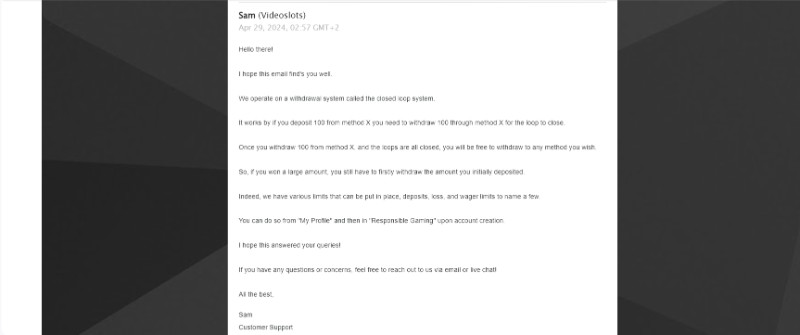 Sam (Videoslots)
Apr 29, 2024, 02:57 GMT+2
Hello there!
I hope this email find's you well.
We operate on a withdrawal system called the closed loop system.
It works by if you deposit 100 from method X you need to withdraw 100 through method X for the loop to close.
Once you withdraw 100 from method X, and the loops are all closed, you will be free to withdraw to any method you wish.
So, if you won a large amount, you still have to firstly withdraw the amount you initially deposited.
Indeed, we have various limits that can be put in place, deposits, loss, and wager limits to name a few.
You can do so from "My Profile" and then in "Responsible Gaming" upon account creation.
I hope this answered your queries!
If you have any questions or concerns, feel free to reach out to us via email or live chat!
All the best,
Sam
Customer Support